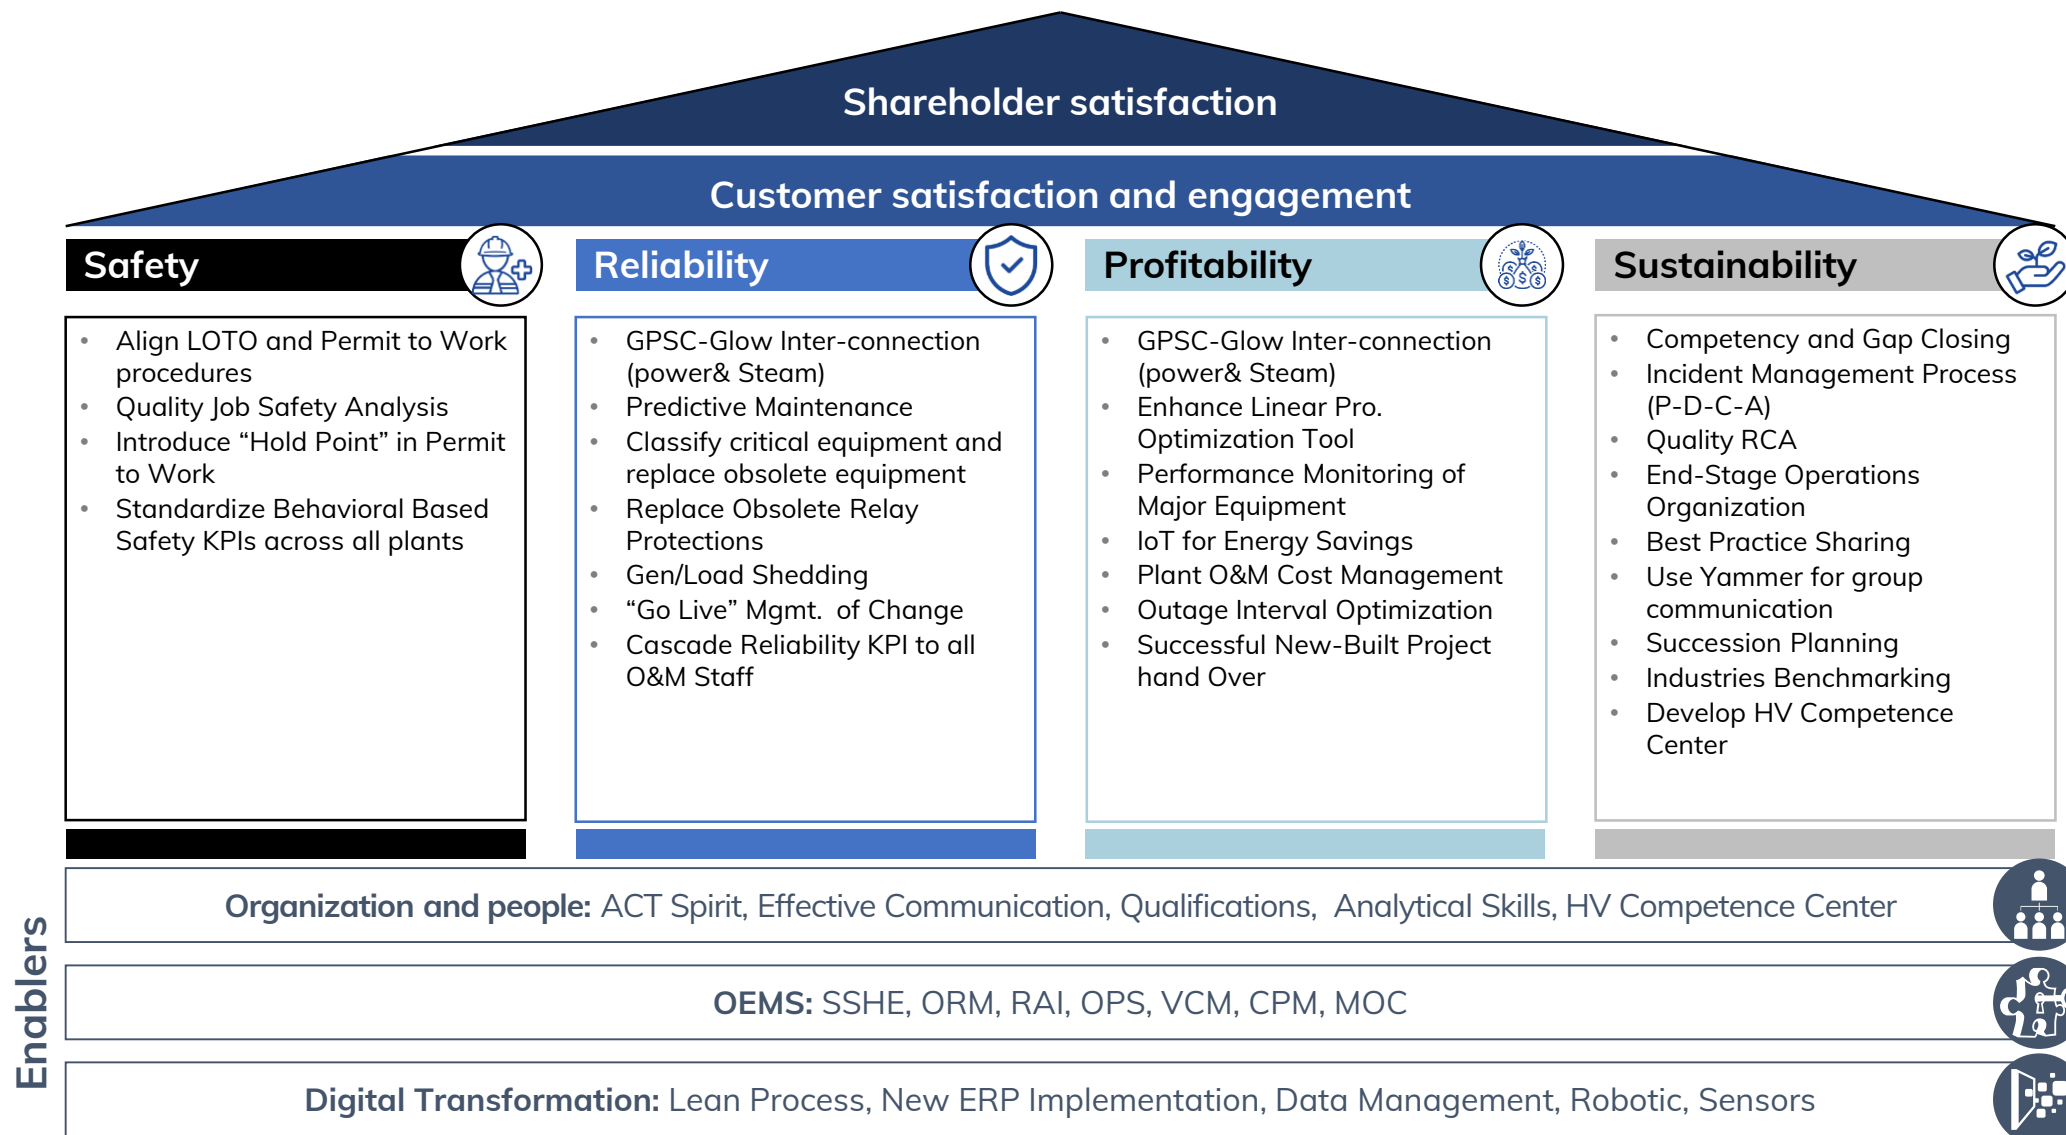 Shareholder satisfaction
Customer satisfaction and engagement
Safety
Align LOTO and Permit to Work
procedures
Quality Job Safety Analysis
Introduce “Hold Point” in Permit
to Work
Standardize Behavioral Based
Safety KPIs across all plants
Reliability
GPSC-Glow Inter-connection
(power& Steam)
Predictive Maintenance
Classify critical equipment and
replace obsolete equipment
Replace Obsolete Relay
Protections
Gen/Load Shedding
“Go Live” Mgmt. of Change
Cascade Reliability KPI to all
O&M Staff
Profitability
GPSC-Glow Inter-connection
(power& Steam)
Enhance Linear Pro.
Optimization Tool
Performance Monitoring of
Major Equipment
IoT for Energy Savings
Plant O&M Cost Management
Outage Interval Optimization
Successful New-Built Project
hand Over
Sustainability
Competency and Gap Closing
Incident Management Process
(P-D-C-A)
Quality RCA
End-Stage Operations
Organization
Best Practice Sharing
Use Yammer for group
communication
Succession Planning
Industries Benchmarking
Develop HV Competence
Center
Enablers
Organization and people: ACT Spirit, Effective Communication, Qualifications, Analytical Skills, HV Competence Center
OEMS: SSHE, ORM, RAI, OPS, VCM, CPM, MOC
Digital Transformation: Lean Process, New ERP Implementation, Data Management, Robotic, Sensors